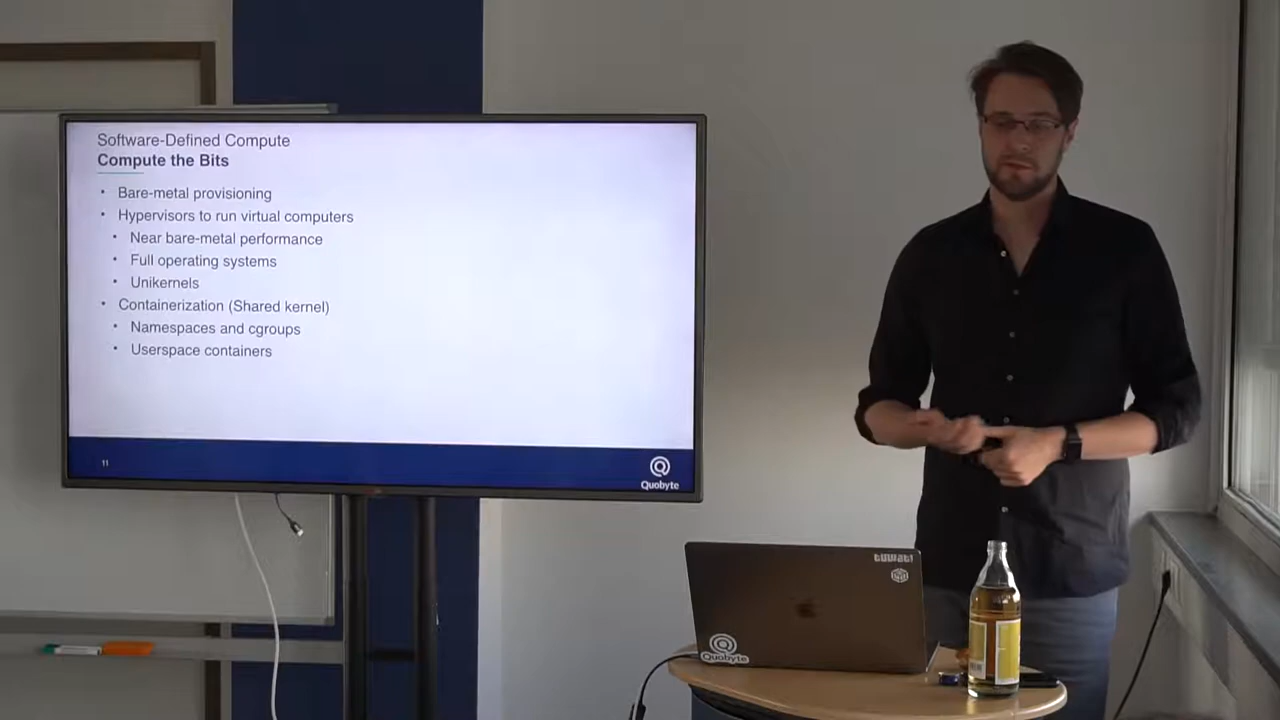 Software-Defined Compute
Compute the Bits
• Bare-metal provisioning
• Hypervisors to run virtual computers
• Near bare-metal performance
• Full operating systems
• Unikernels
• Containerization (Shared kernel)
• Namespaces and cgroups
• Userspace containers
11
Quobyte
Quobyte